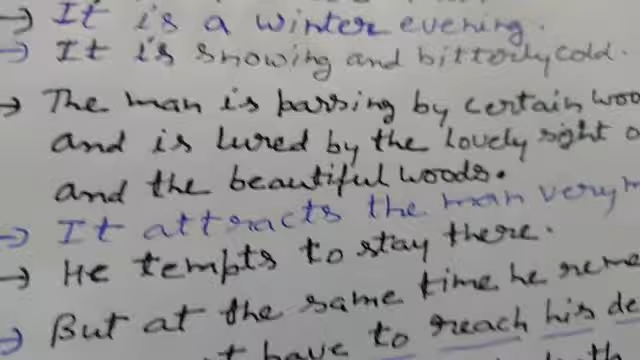 → It is a winter evening.
→ It is snowing and bitterly cold.
→ The man is passing by certain woo
and is lured by the lovely sight o
and the beautiful woods.
→ It attracts the man very m
→ He tempts to stay there.
→ But at the same time he reme
have to reach his de